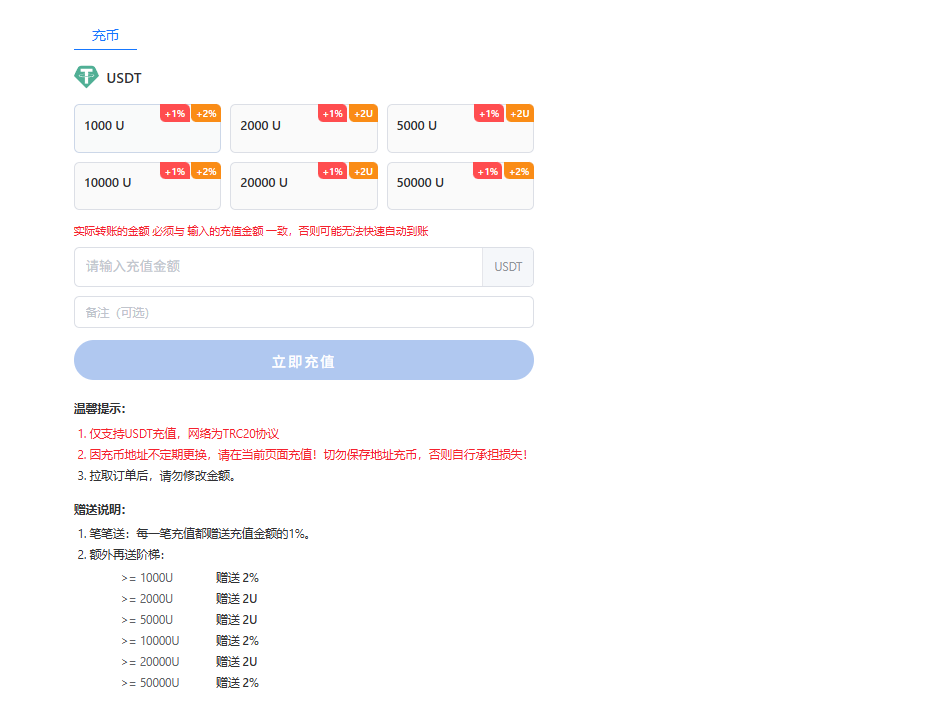 充币
USDT
1000 U +1% +2%
2000 U +1% +2U
5000 U +1% +2U
10000 U +1% +2%
20000 U +1% +2U
50000 U +1% +2%
实际转账的金额 必须与 输入的充值金额 一致，否则可能无法快速自动到账
请输入充值金额 USDT
备注（可选）
立即充值
温馨提示：
1. 仅支持USDT充值，网络为TRC20协议
2. 因充币地址不定期更换，请在当前页面充值！切勿保存地址充币，否则自行承担损失！
3. 拉取订单后，请勿修改金额。
赠送说明：
1. 笔笔送：每一笔充值都赠送充值金额的1%。
2. 额外再送阶梯：
>= 1000U 赠送 2%
>= 2000U 赠送 2U
>= 5000U 赠送 2U
>= 10000U 赠送 2%
>= 20000U 赠送 2U
>= 50000U 赠送 2%